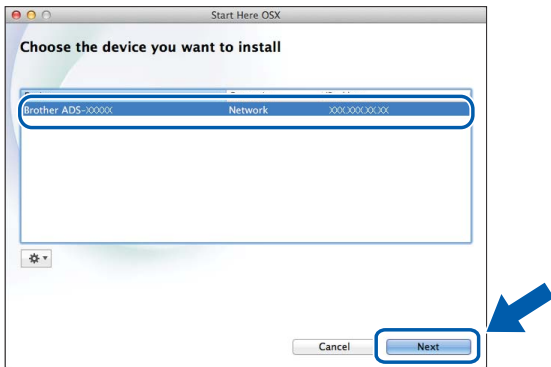 Start Here OSX
Choose the device you want to install
Brother ADS-XXXXX Network XXX.XXX.XX.XX
Cancel Next